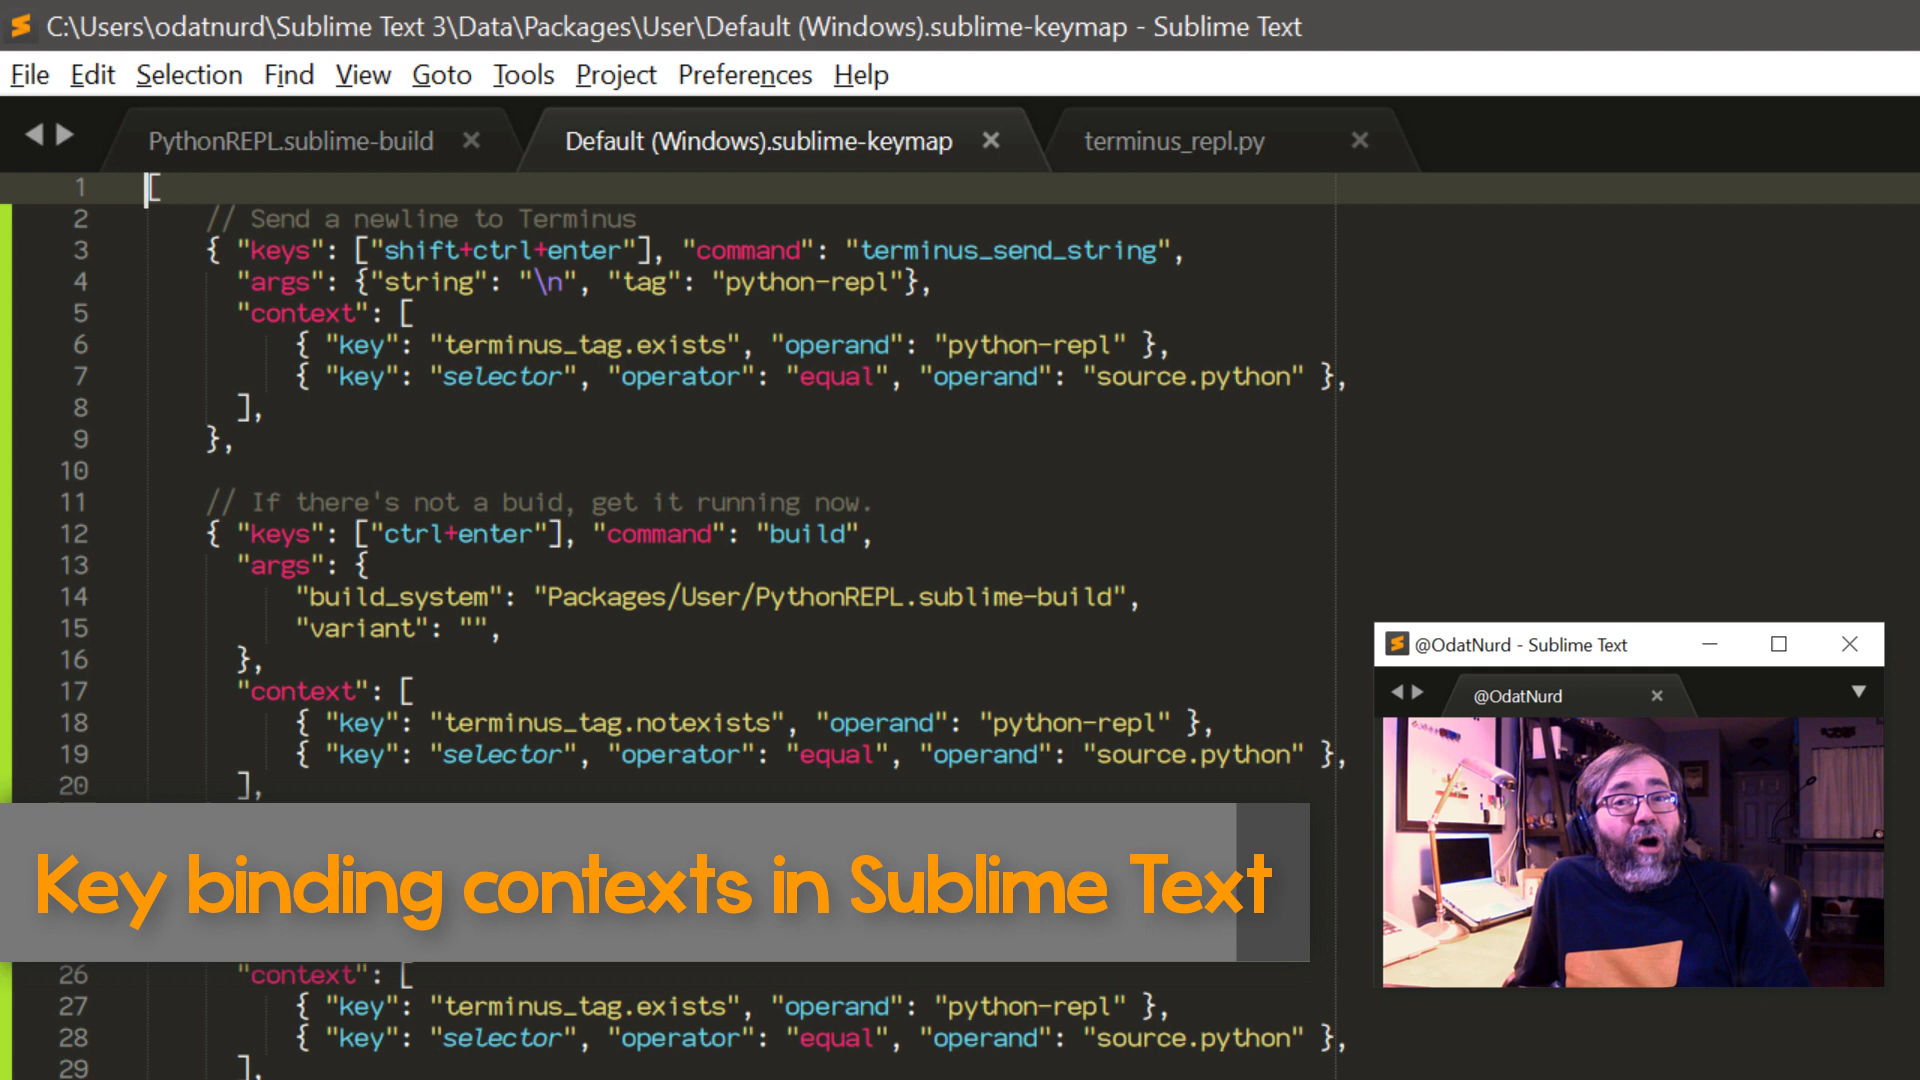 C:\Users\odatnurd\Sublime Text 3\Data\Packages\User\Default (Windows).sublime-keymap - Sublime Text
File Edit Selection Find View Goto Tools Project Preferences Help
PythonREPL.sublime-build Default (Windows).sublime-keymap terminus_repl.py
1 [
2 // Send a newline to Terminus
3 { "keys": ["shift+ctrl+enter"], "command": "terminus_send_string",
4 "args": {"string": "\n", "tag": "python-repl"},
5 "context": [
6 { "key": "terminus_tag.exists", "operand": "python-repl" },
7 { "key": "selector", "operator": "equal", "operand": "source.python" },
8 ],
9 },
10
11 // If there's not a buid, get it running now.
12 { "keys": ["ctrl+enter"], "command": "build",
13 "args": {
14 "build_system": "Packages/User/PythonREPL.sublime-build",
15 "variant": "",
16 },
17 "context": [
18 { "key": "terminus_tag.notexists", "operand": "python-repl" },
19 { "key": "selector", "operator": "equal", "operand": "source.python" },
20 ],
Key binding contexts in Sublime Text
26 "context": [
27 { "key": "terminus_tag.exists", "operand": "python-repl" },
28 { "key": "selector", "operator": "equal", "operand": "source.python" },
29 ],
@OdatNurd - Sublime Text
@OdatNurd